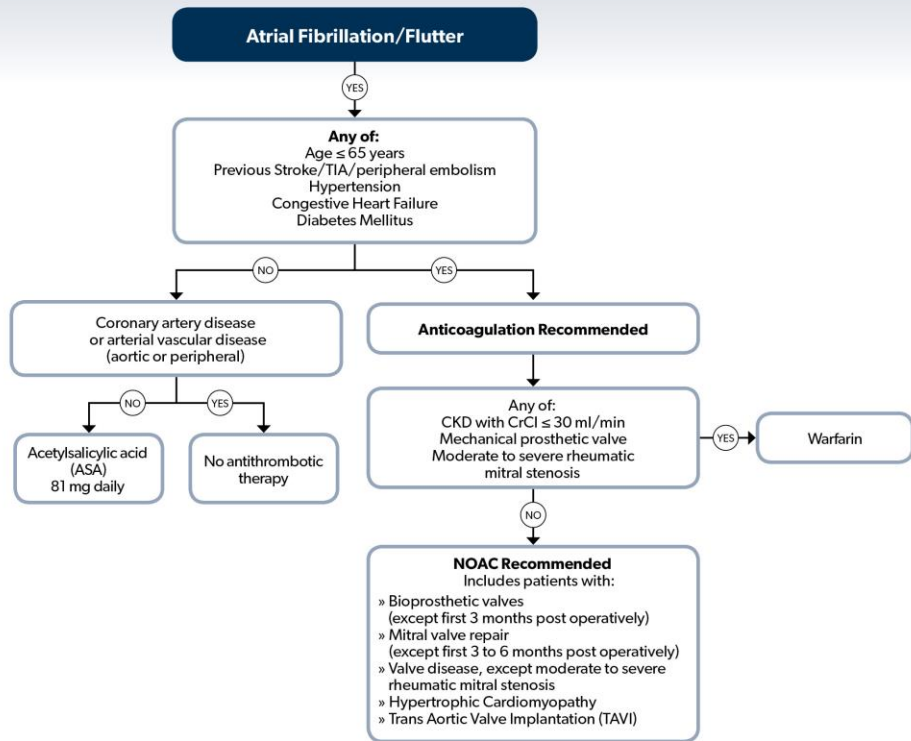 Atrial Fibrillation/Flutter
YES
Any of:
Age ≤ 65 years
Previous Stroke/TIA/peripheral embolism
Hypertension
Congestive Heart Failure
Diabetes Mellitus
NO
YES
Coronary artery disease
or arterial vascular disease
(aortic or peripheral)
Anticoagulation Recommended
NO
YES
Acetylsalicylic acid
(ASA)
81 mg daily
No antithrombotic
therapy
Any of:
CKD with CrCl ≤ 30 ml/min
Mechanical prosthetic valve
Moderate to severe rheumatic
mitral stenosis
YES
Warfarin
NO
NOAC Recommended
Includes patients with:
» Bioprosthetic valves
(except first 3 months post operatively)
» Mitral valve repair
(except first 3 to 6 months post operatively)
» Valve disease, except moderate to severe
rheumatic mitral stenosis
» Hypertrophic Cardiomyopathy
» Trans Aortic Valve Implantation (TAVI)